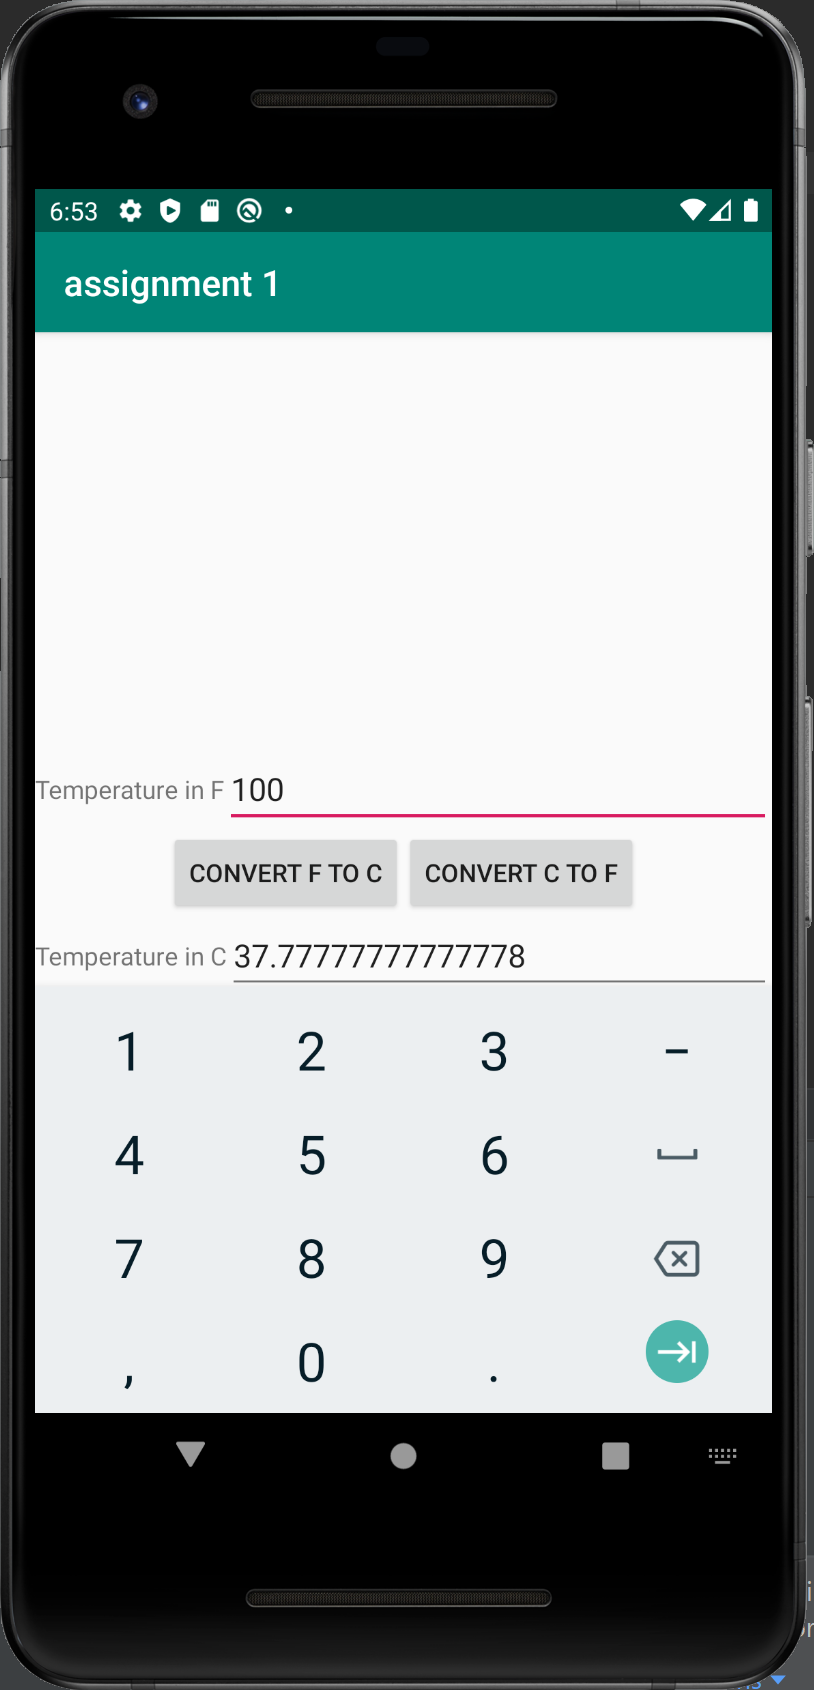 6:53
assignment 1
Temperature in F 100
CONVERT F TO C CONVERT C TO F
Temperature in C 37.77777777777778
1 2 3 –
4 5 6
7 8 9
, 0 .